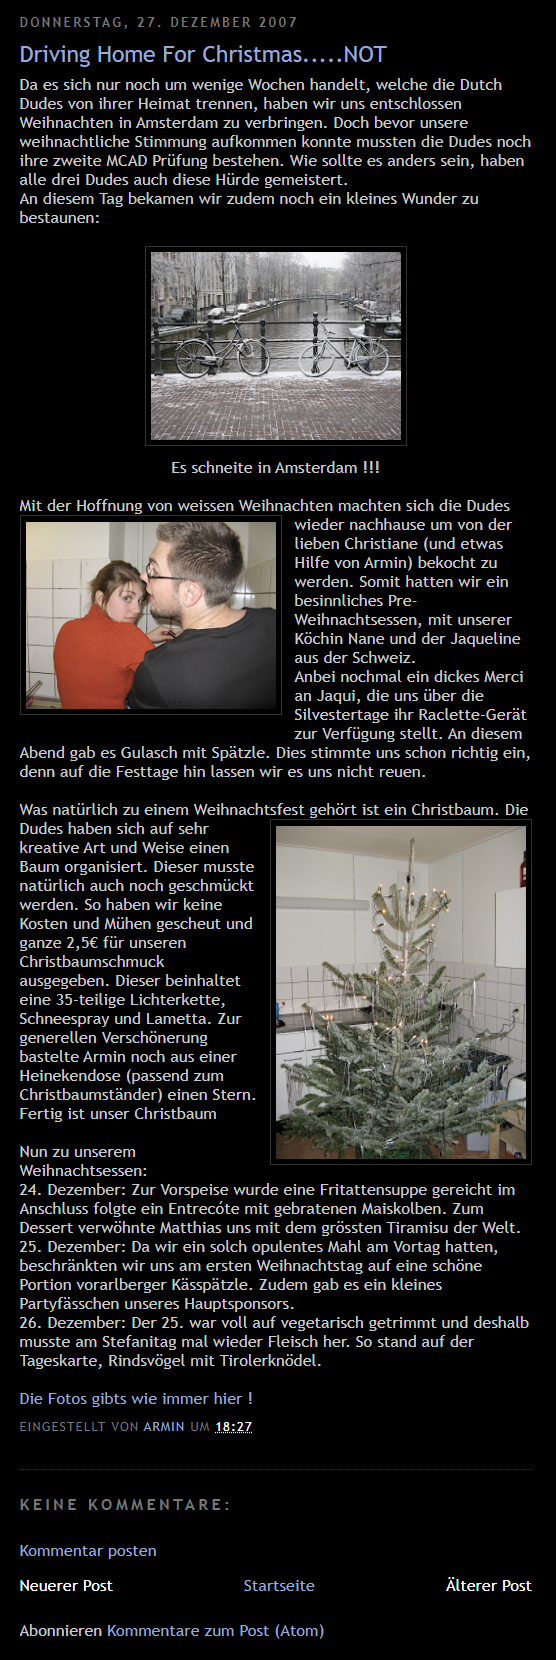 DONNERSTAG, 27. DEZEMBER 2007
Driving Home For Christmas.....NOT
Da es sich nur noch um wenige Wochen handelt, welche die Dutch
Dudes von ihrer Heimat trennen, haben wir uns entschlossen
Weihnachten in Amsterdam zu verbringen. Doch bevor unsere
weihnachtliche Stimmung aufkommen konnte mussten die Dudes noch
ihre zweite MCAD Prüfung bestehen. Wie sollte es anders sein, haben
alle drei Dudes auch diese Hürde gemeistert.
An diesem Tag bekamen wir zudem noch ein kleines Wunder zu
bestaunen:
Es schneite in Amsterdam !!!
Mit der Hoffnung von weissen Weihnachten machten sich die Dudes
wieder nachhause um von der
lieben Christiane (und etwas
Hilfe von Armin) bekocht zu
werden. Somit hatten wir ein
besinnliches Pre-
Weihnachtsessen, mit unserer
Köchin Nane und der Jaqueline
aus der Schweiz.
Anbei nochmal ein dickes Merci
an Jaqui, die uns über die
Silvestertage ihr Raclette-Gerät
zur Verfügung stellt. An diesem
Abend gab es Gulasch mit Spätzle. Dies stimmte uns schon richtig ein,
denn auf die Festtage hin lassen wir es uns nicht reuen.
Was natürlich zu einem Weihnachtsfest gehört ist ein Christbaum. Die
Dudes haben sich auf sehr
kreative Art und Weise einen
Baum organisiert. Dieser musste
natürlich auch noch geschmückt
werden. So haben wir keine
Kosten und Mühen gescheut und
ganze 2,5€ für unseren
Christbaumschmuck
ausgegeben. Dieser beinhaltet
eine 35-teilige Lichterkette,
Schneespray und Lametta. Zur
generellen Verschönerung
bastelte Armin noch aus einer
Heinekendose (passend zum
Christbaumständer) einen Stern.
Fertig ist unser Christbaum
Nun zu unserem
Weihnachtsessen:
24. Dezember: Zur Vorspeise wurde eine Fritattensuppe gereicht im
Anschluss folgte ein Entrecóte mit gebratenen Maiskolben. Zum
Dessert verwöhnte Matthias uns mit dem grössten Tiramisu der Welt.
25. Dezember: Da wir ein solch opulentes Mahl am Vortag hatten,
beschränkten wir uns am ersten Weihnachtstag auf eine schöne
Portion vorarlberger Kässpätzle. Zudem gab es ein kleines
Partyfässchen unseres Hauptsponsors.
26. Dezember: Der 25. war voll auf vegetarisch getrimmt und deshalb
musste am Stefanitag mal wieder Fleisch her. So stand auf der
Tageskarte, Rindsvögel mit Tirolerknödel.
Die Fotos gibts wie immer hier !
EINGESTELLT VON ARMIN UM 18:27
KEINE KOMMENTARE:
Kommentar posten
Neuerer Post Startseite Älterer Post
Abonnieren Kommentare zum Post (Atom)